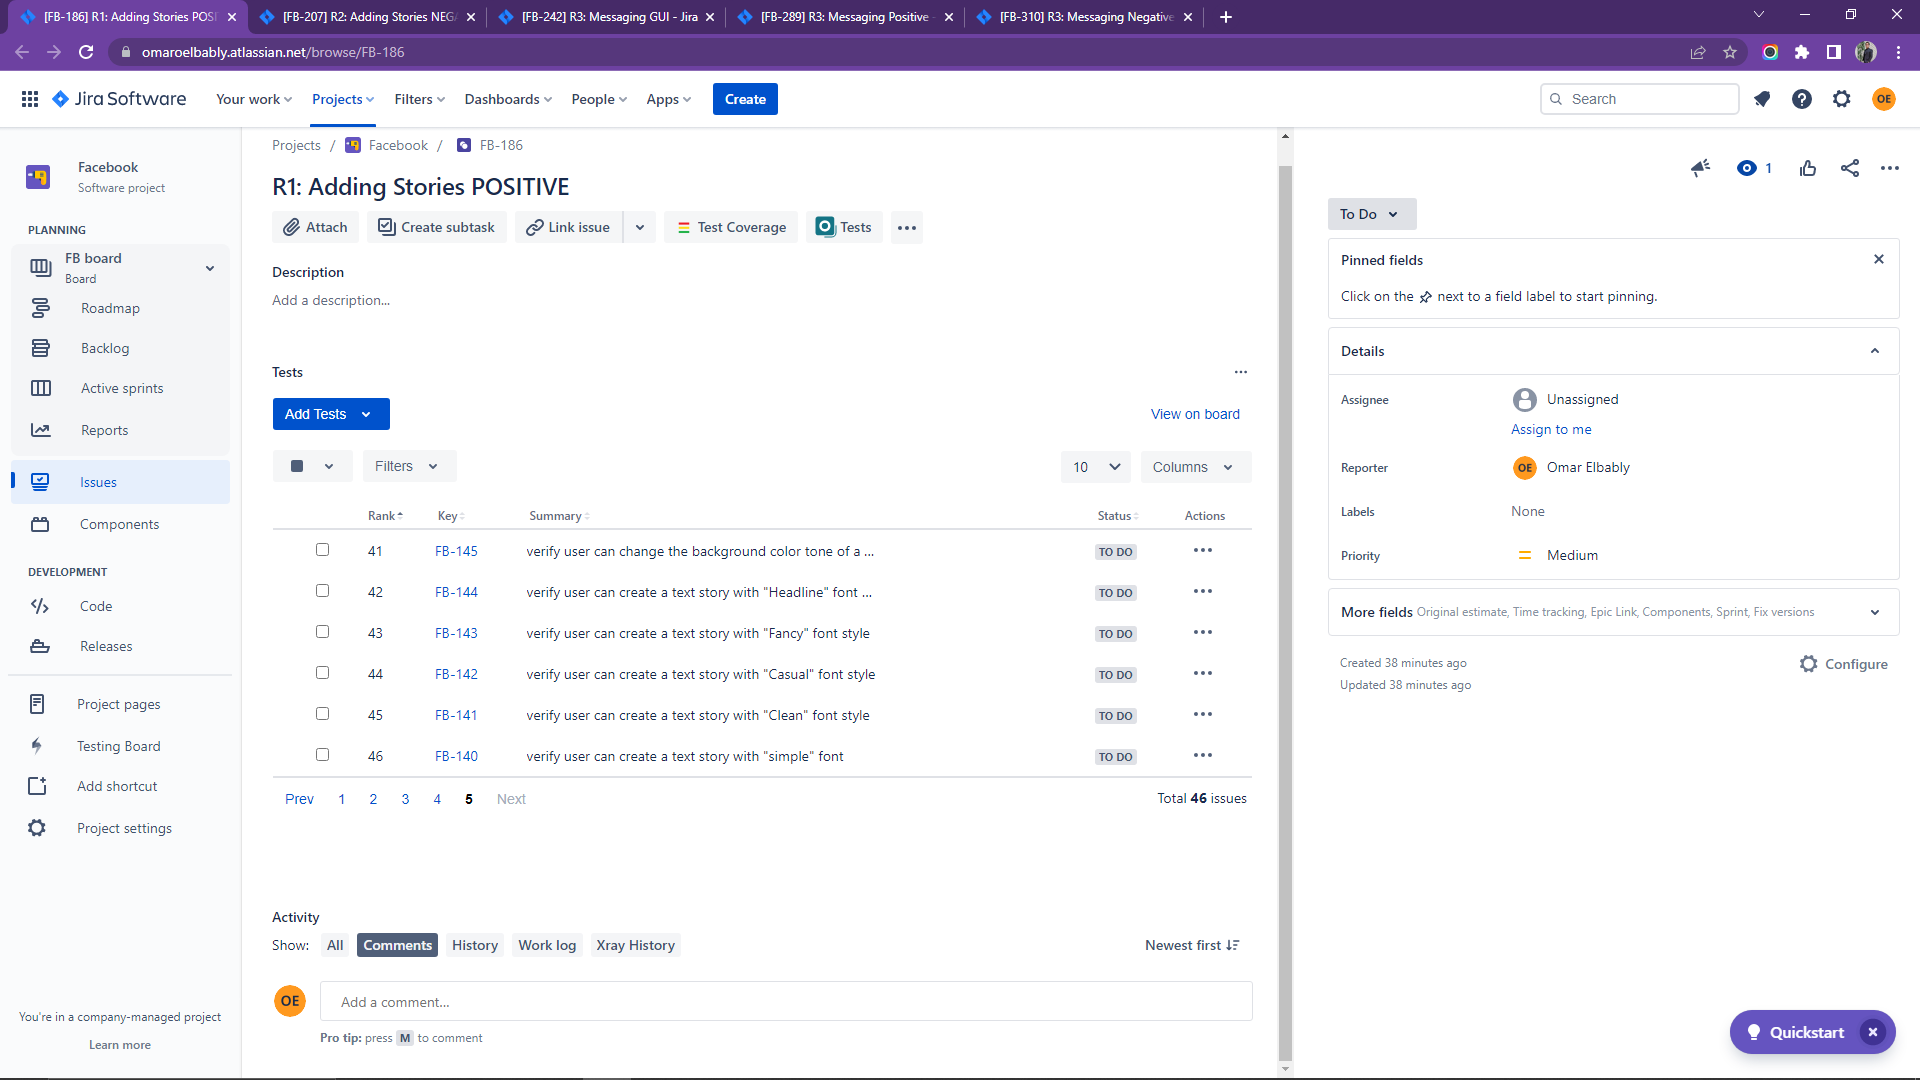 [FB-186] R1: Adding Stories POSI
[FB-207] R2: Adding Stories NEG
[FB-242] R3: Messaging GUI - Jira
[FB-289] R3: Messaging Positive -
[FB-310] R3: Messaging Negative
omaroelbably.atlassian.net/browse/FB-186
Jira Software
Your work
Projects
Filters
Dashboards
People
Apps
Create
Search
OE
Facebook
Software project
PLANNING
FB board
Board
Roadmap
Backlog
Active sprints
Reports
Issues
Components
DEVELOPMENT
Code
Releases
Project pages
Testing Board
Add shortcut
Project settings
You're in a company-managed project
Learn more
Projects / Facebook / FB-186
R1: Adding Stories POSITIVE
Attach
Create subtask
Link issue
Test Coverage
Tests
Description
Add a description...
Tests
Add Tests
View on board
Filters
10
Columns
Rank Key Summary Status Actions
41 FB-145 verify user can change the background color tone of a ... TO DO
42 FB-144 verify user can create a text story with "Headline" font ... TO DO
43 FB-143 verify user can create a text story with "Fancy" font style TO DO
44 FB-142 verify user can create a text story with "Casual" font style TO DO
45 FB-141 verify user can create a text story with "Clean" font style TO DO
46 FB-140 verify user can create a text story with "simple" font TO DO
Prev 1 2 3 4 5 Next
Total 46 issues
Activity
Show: All Comments History Work log Xray History
Newest first
OE
Add a comment...
Pro tip: press M to comment
1
To Do
Pinned fields
Click on the next to a field label to start pinning.
Details
Assignee
Unassigned
Assign to me
Reporter
OE Omar Elbably
Labels
None
Priority
Medium
More fields Original estimate, Time tracking, Epic Link, Components, Sprint, Fix versions
Created 38 minutes ago
Updated 38 minutes ago
Configure
Quickstart